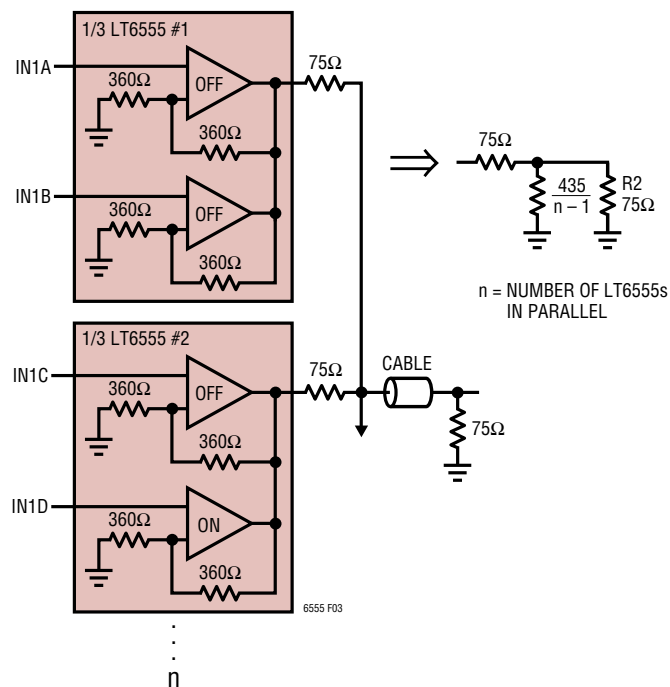 1/3 LT6555 #1
IN1A
360Ω
OFF
75Ω
360Ω
IN1B
360Ω
OFF
360Ω
75Ω
435
n – 1
R2
75Ω
n = NUMBER OF LT6555s
IN PARALLEL
1/3 LT6555 #2
IN1C
360Ω
OFF
75Ω
CABLE
360Ω
75Ω
IN1D
360Ω
ON
360Ω
6555 F03
n